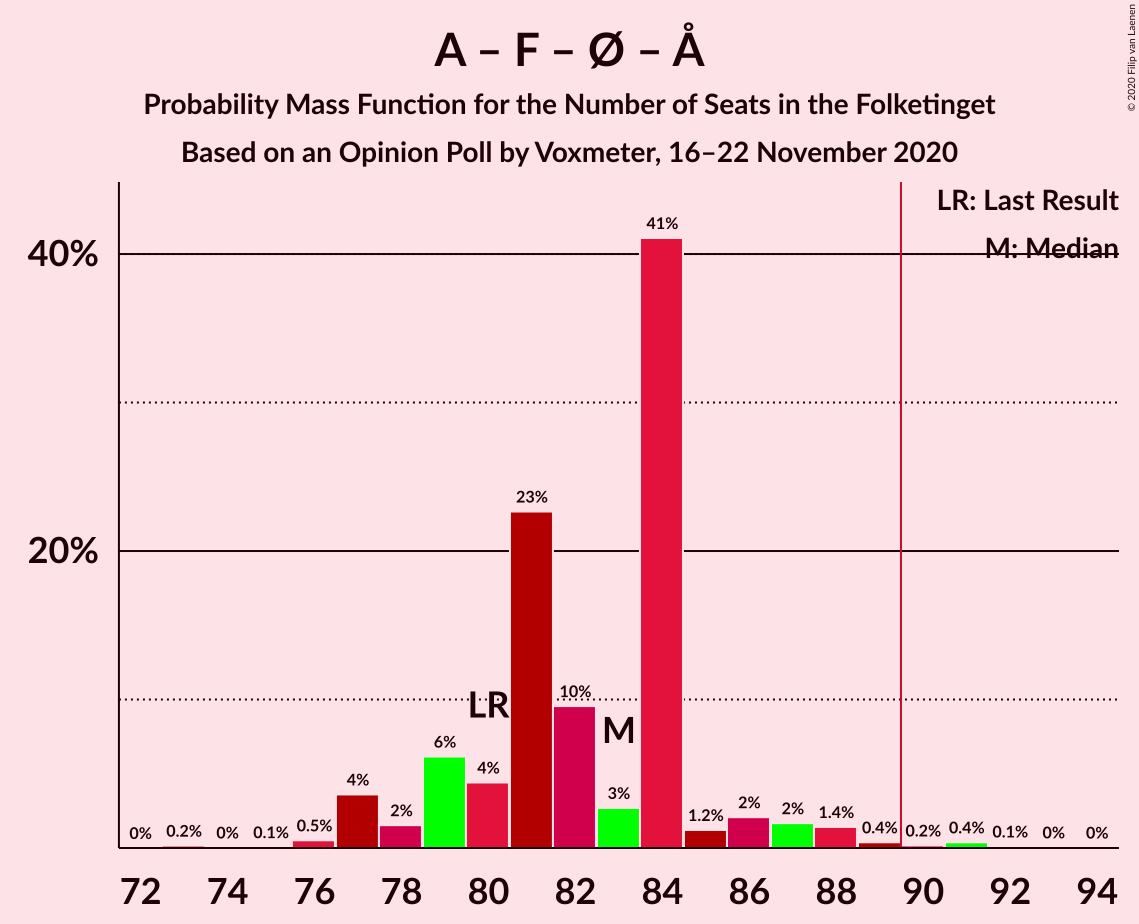 A – F – Ø – Å
Probability Mass Function for the Number of Seats in the Folketinget
Based on an Opinion Poll by Voxmeter, 16–22 November 2020
© 2020 Filip van Laenen
LR: Last Result
M: Median
40%
20%
0% 0.2% 0% 0.1% 0.5% 4% 2% 6% 4% 23% 10% 3% 41% 1.2% 2% 2% 1.4% 0.4% 0.2% 0.4% 0.1% 0% 0%
LR
M
72 74 76 78 80 82 84 86 88 90 92 94